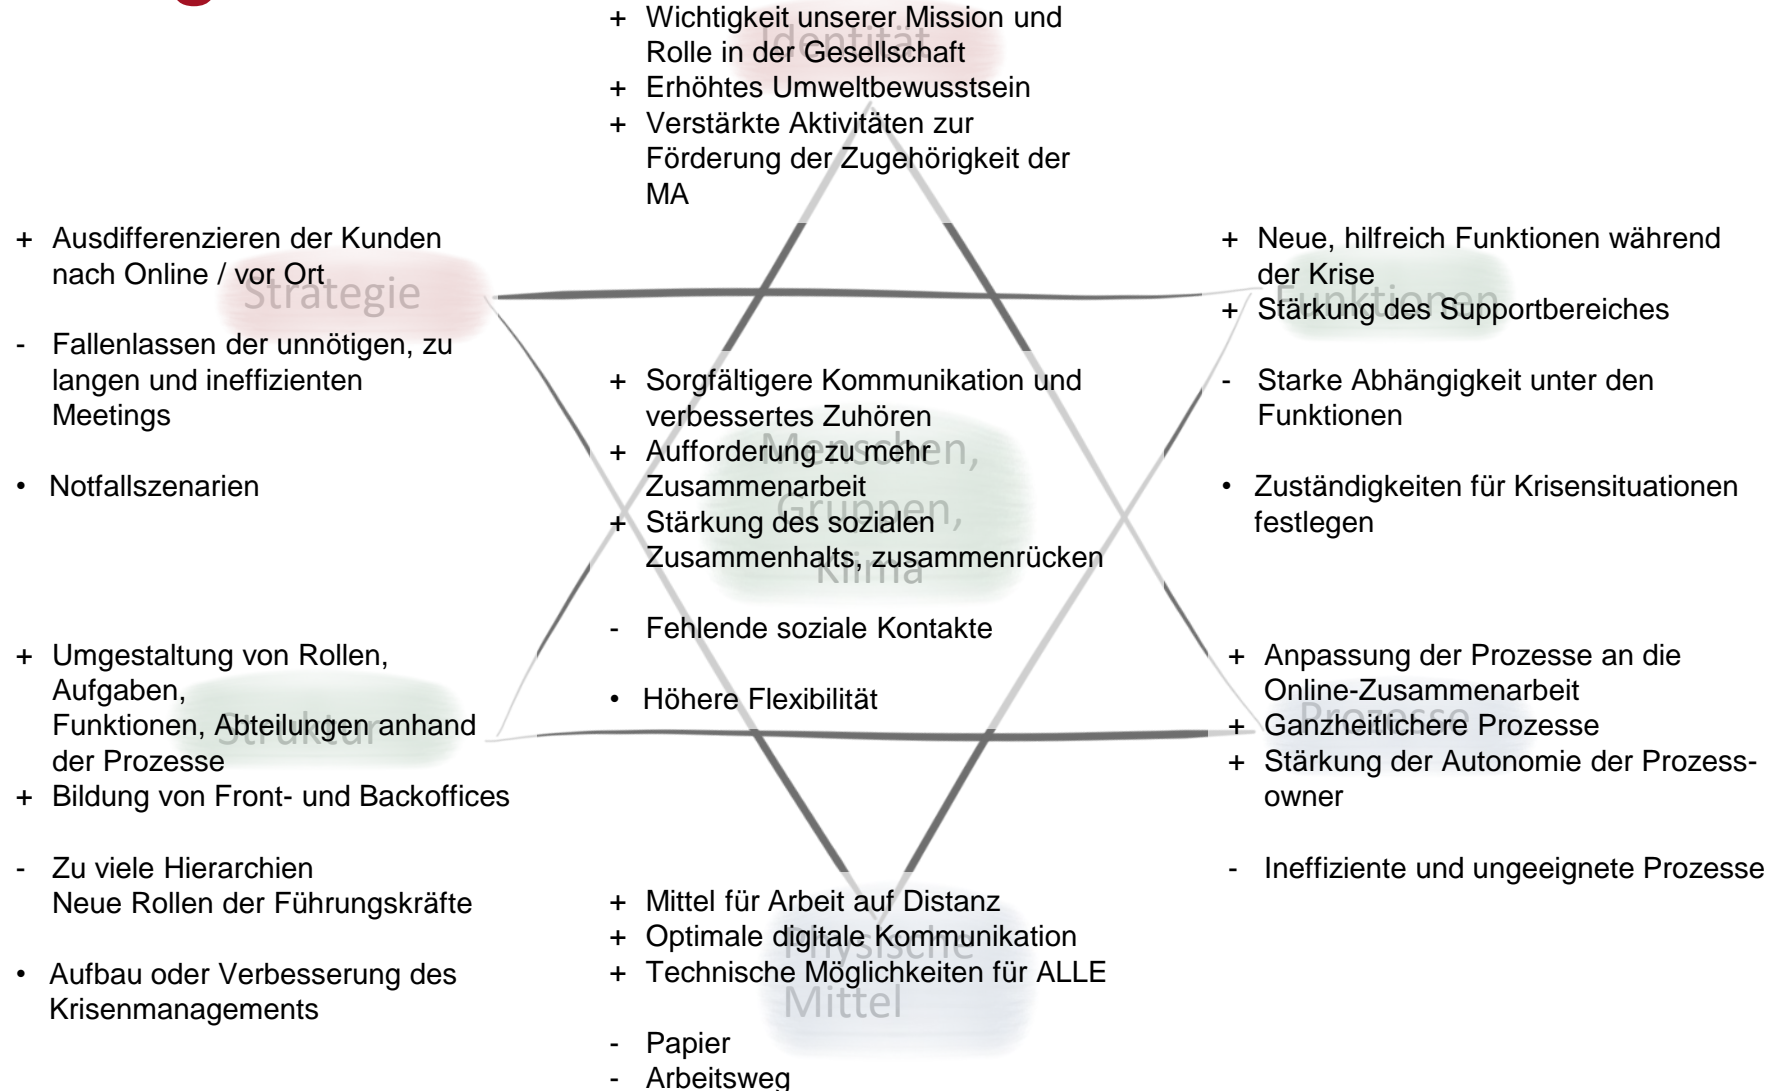 + Wichtigkeit unserer Mission und
Rolle in der Gesellschaft
+ Erhöhtes Umweltbewusstsein
+ Verstärkte Aktivitäten zur
Förderung der Zugehörigkeit der
MA
Identität
+ Ausdifferenzieren der Kunden
nach Online / vor Ort
Strategie
- Fallenlassen der unnötigen, zu
langen und ineffizienten
Meetings
• Notfallszenarien
+ Neue, hilfreich Funktionen während
der Krise
Funktionen
+ Stärkung des Supportbereiches
- Starke Abhängigkeit unter den
Funktionen
• Zuständigkeiten für Krisensituationen
festlegen
+ Sorgfältigere Kommunikation und
verbessertes Zuhören
+ Aufforderung zu mehr
Zusammenarbeit
+ Stärkung des sozialen
Zusammenhalts, zusammenrücken
Menschen,
Gruppen,
Klima
- Fehlende soziale Kontakte
• Höhere Flexibilität
+ Umgestaltung von Rollen,
Aufgaben,
Funktionen, Abteilungen anhand
der Prozesse
Struktur
+ Bildung von Front- und Backoffices
- Zu viele Hierarchien
Neue Rollen der Führungskräfte
• Aufbau oder Verbesserung des
Krisenmanagements
+ Anpassung der Prozesse an die
Online-Zusammenarbeit
Prozesse
+ Ganzheitlichere Prozesse
+ Stärkung der Autonomie der Prozess-
owner
- Ineffiziente und ungeeignete Prozesse
+ Mittel für Arbeit auf Distanz
+ Optimale digitale Kommunikation
+ Technische Möglichkeiten für ALLE
Physische
Mittel
- Papier
- Arbeitsweg